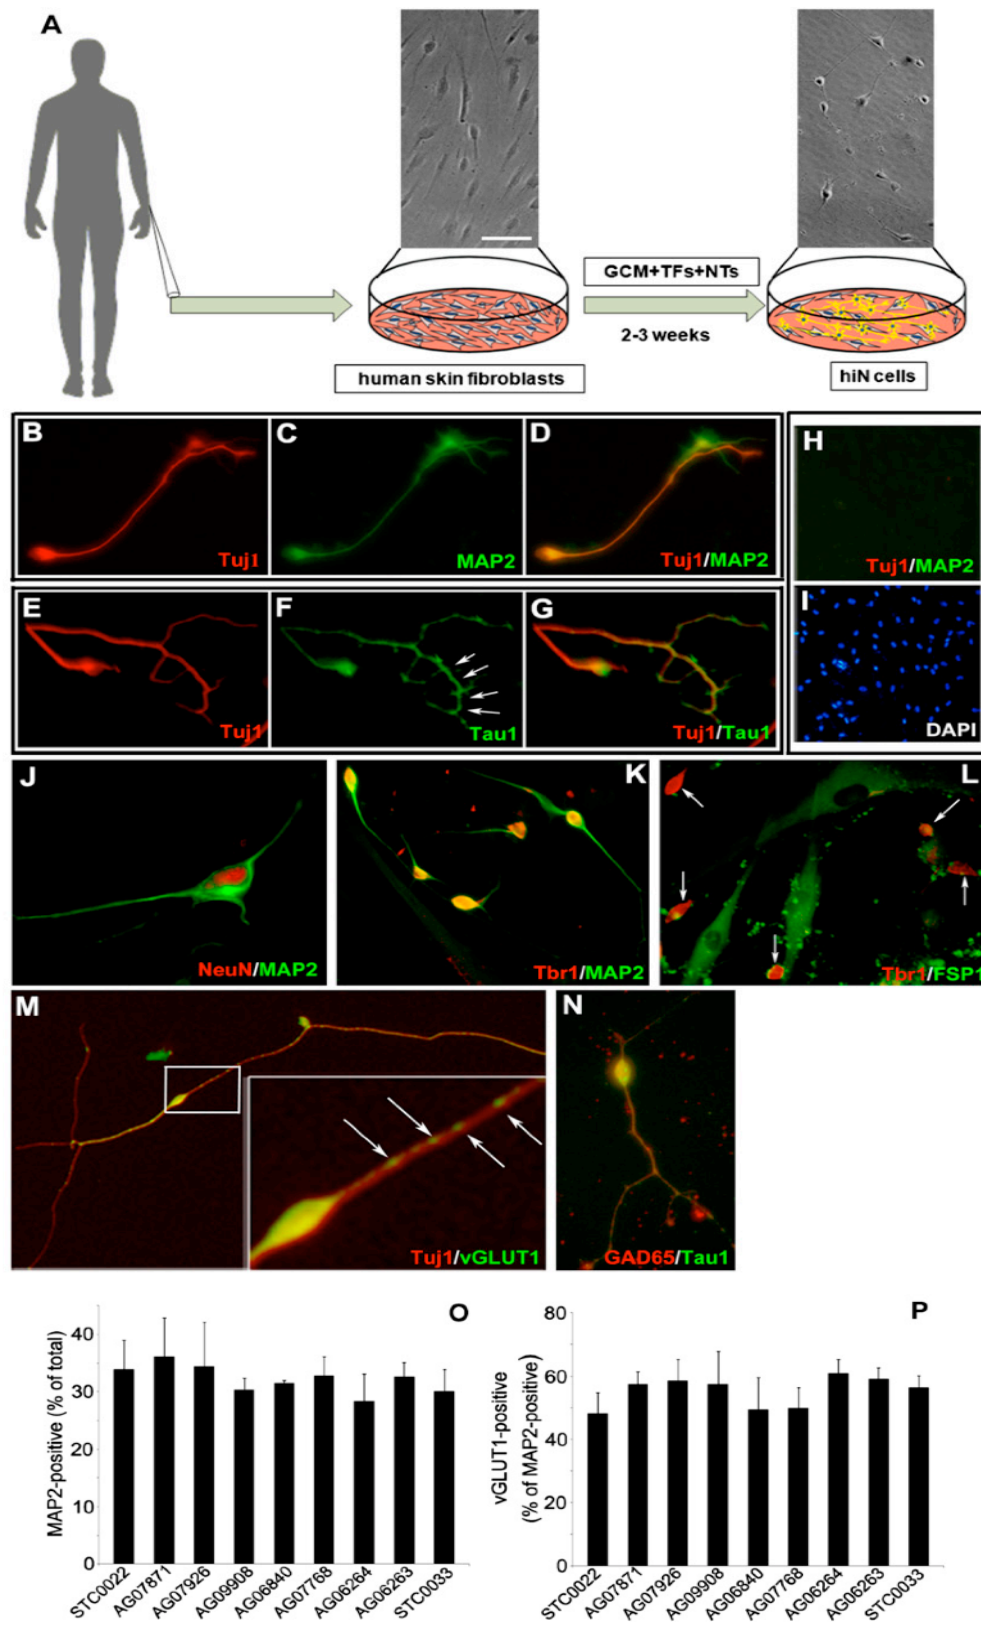 A
GCM+TFs+NTs
2-3 weeks
human skin fibroblasts
hiN cells
B
Tuj1
C
MAP2
D
Tuj1/MAP2
H
Tuj1/MAP2
E
Tuj1
F
Tau1
G
Tuj1/Tau1
I
DAPI
J
NeuN/MAP2
K
Tbr1/MAP2
L
Tbr1/FSP1
M
Tuj1/vGLUT1
N
GAD65/Tau1
O
MAP2-positive (% of total)
40
30
20
10
0
STC0022
AG07871
AG07926
AG09908
AG06840
AG07768
AG06264
AG06263
STC0033
P
vGLUT1-positive
(% of MAP2-positive)
80
60
40
20
0
STC0022
AG07871
AG07926
AG09908
AG06840
AG07768
AG06264
AG06263
STC0033